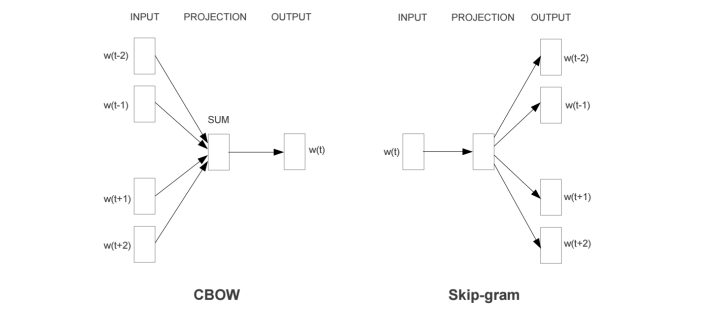 INPUT PROJECTION OUTPUT
w(t-2)
w(t-1)
SUM
w(t)
w(t+1)
w(t+2)
CBOW
INPUT PROJECTION OUTPUT
w(t-2)
w(t-1)
w(t)
w(t+1)
w(t+2)
Skip-gram